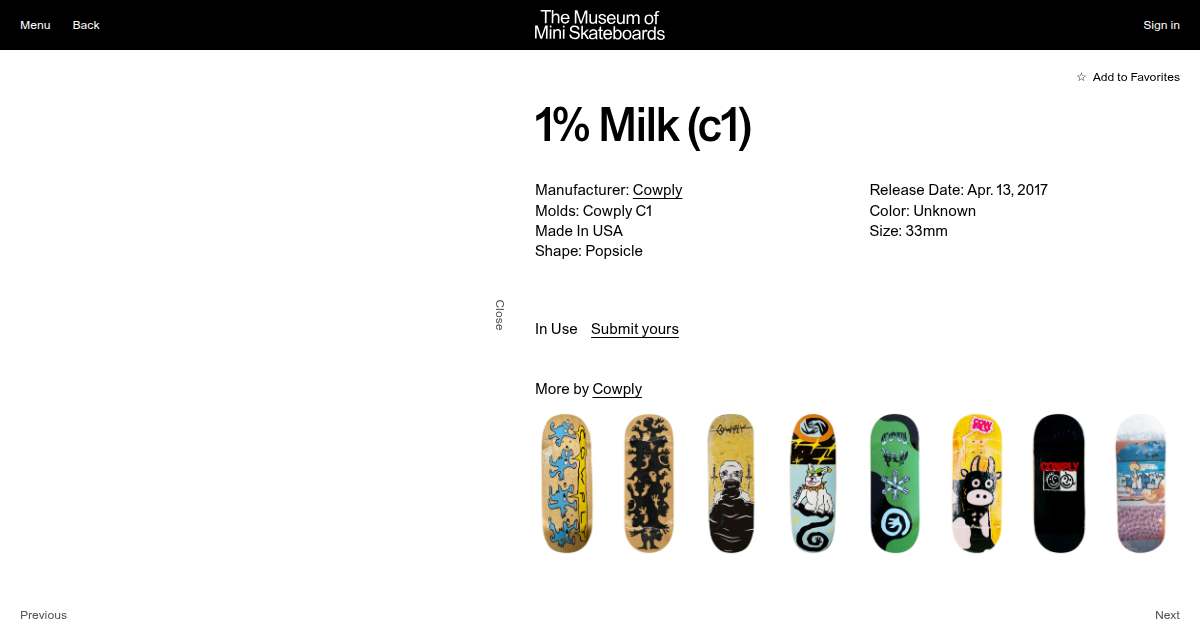 Menu
Back
The Museum of
Mini Skateboards
Sign in
☆ Add to Favorites
1% Milk (c1)
Manufacturer: Cowply
Molds: Cowply C1
Made In USA
Shape: Popsicle
Release Date: Apr. 13, 2017
Color: Unknown
Size: 33mm
Close
In Use
Submit yours
More by Cowply
COWPLY
COWPLY
COWPLY
Previous
Next